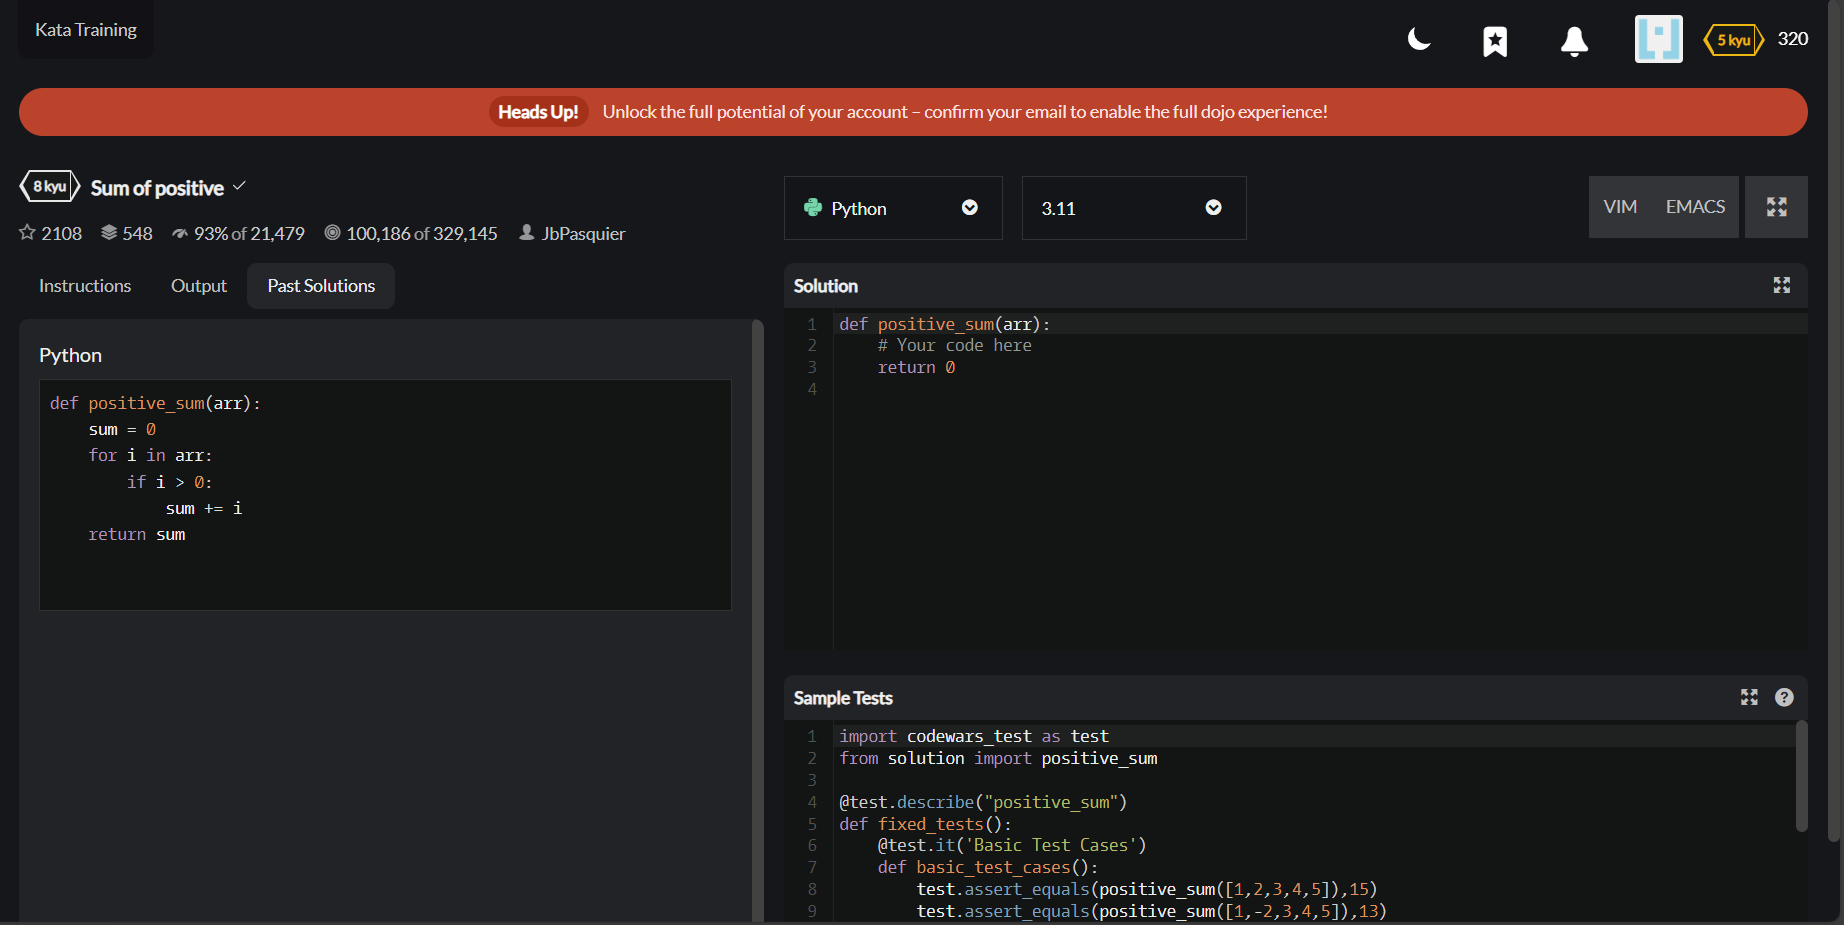 Kata Training
5 kyu 320
Heads Up! Unlock the full potential of your account – confirm your email to enable the full dojo experience!
8 kyu Sum of positive
2108 548 93% of 21,479 100,186 of 329,145 JbPasquier
Instructions Output Past Solutions
Python
def positive_sum(arr):
    sum = 0
    for i in arr:
        if i > 0:
            sum += i
    return sum
Python 3.11 VIM EMACS
Solution
1 def positive_sum(arr):
2     # Your code here
3     return 0
4
Sample Tests ?
1 import codewars_test as test
2 from solution import positive_sum
3
4 @test.describe("positive_sum")
5 def fixed_tests():
6     @test.it('Basic Test Cases')
7     def basic_test_cases():
8         test.assert_equals(positive_sum([1,2,3,4,5]),15)
9         test.assert_equals(positive_sum([1,-2,3,4,5]),13)